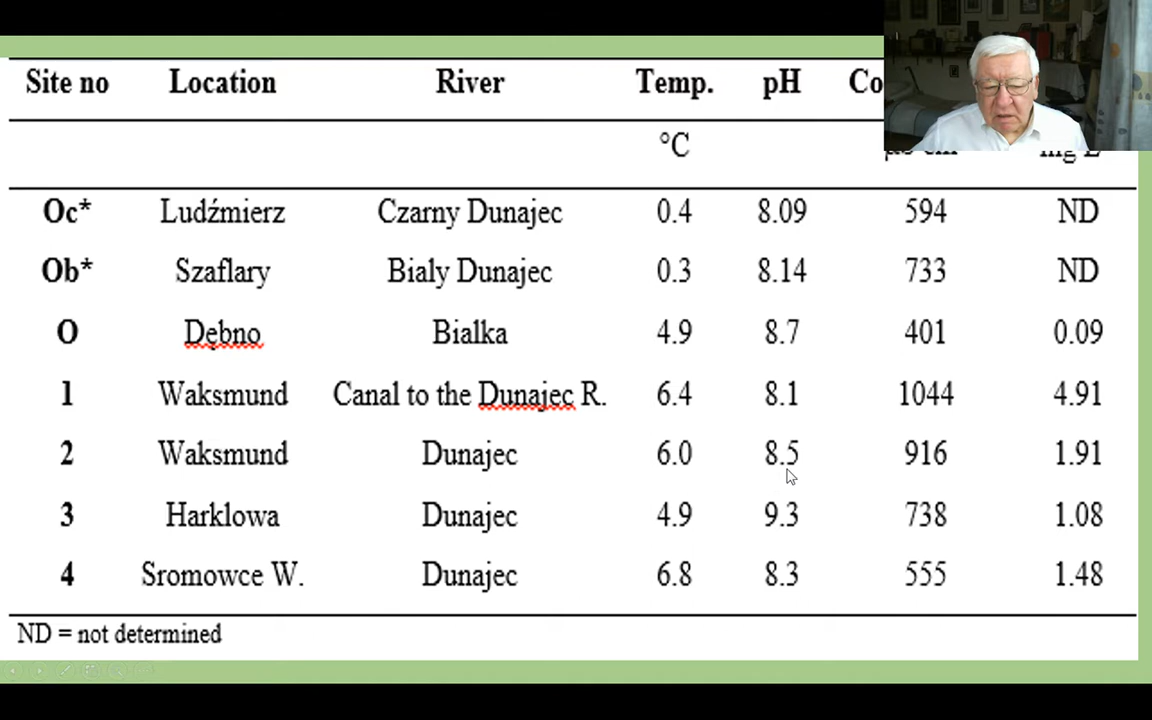 Site no Location River Temp. pH
°C
Oc* Ludźmierz Czarny Dunajec 0.4 8.09 594 ND
Ob* Szaflary Bialy Dunajec 0.3 8.14 733 ND
O Dębno Bialka 4.9 8.7 401 0.09
1 Waksmund Canal to the Dunajec R. 6.4 8.1 1044 4.91
2 Waksmund Dunajec 6.0 8.5 916 1.91
3 Harklowa Dunajec 4.9 9.3 738 1.08
4 Sromowce W. Dunajec 6.8 8.3 555 1.48
ND = not determined